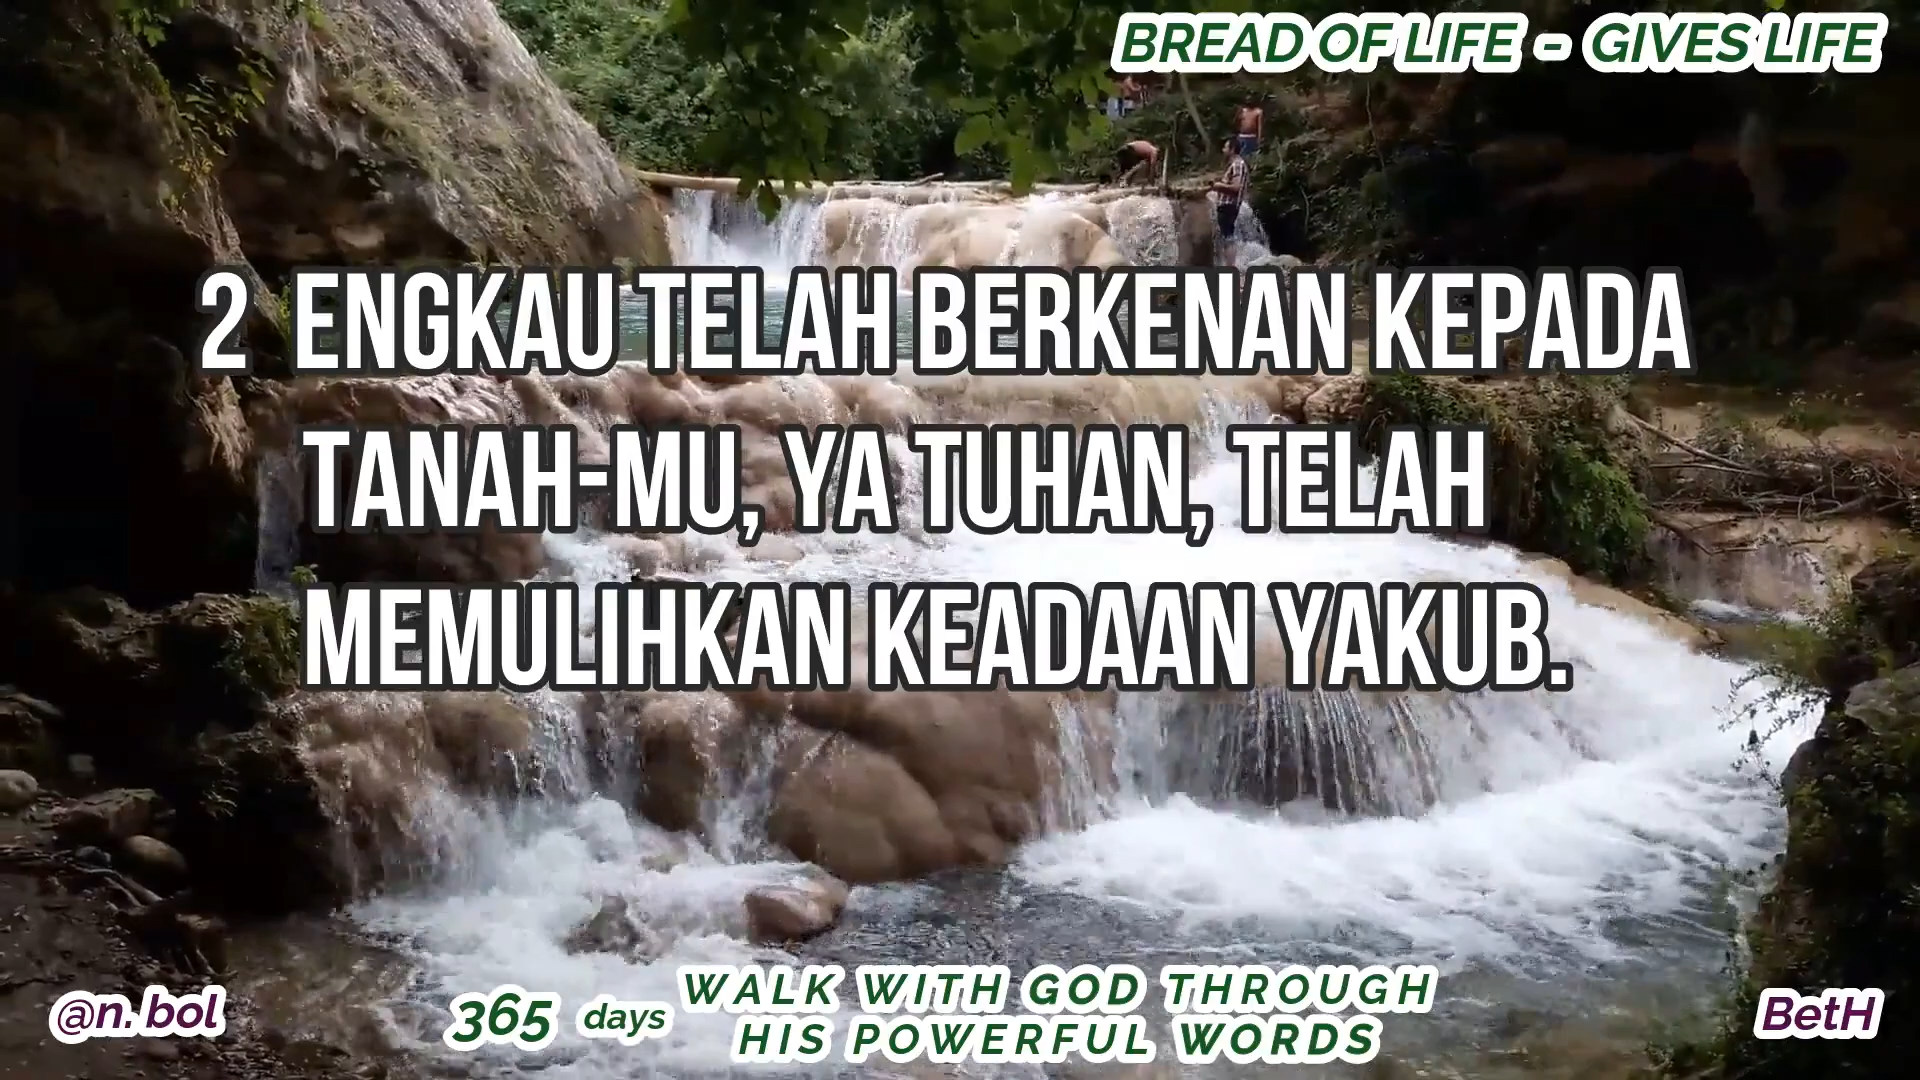 BREAD OF LIFE - GIVES LIFE
2 ENGKAU TELAH BERKENAN KEPADA
TANAH-MU, YA TUHAN, TELAH
MEMULIHKAN KEADAAN YAKUB.
@n.bol
365 days
WALK WITH GOD THROUGH
HIS POWERFUL WORDS
BetH